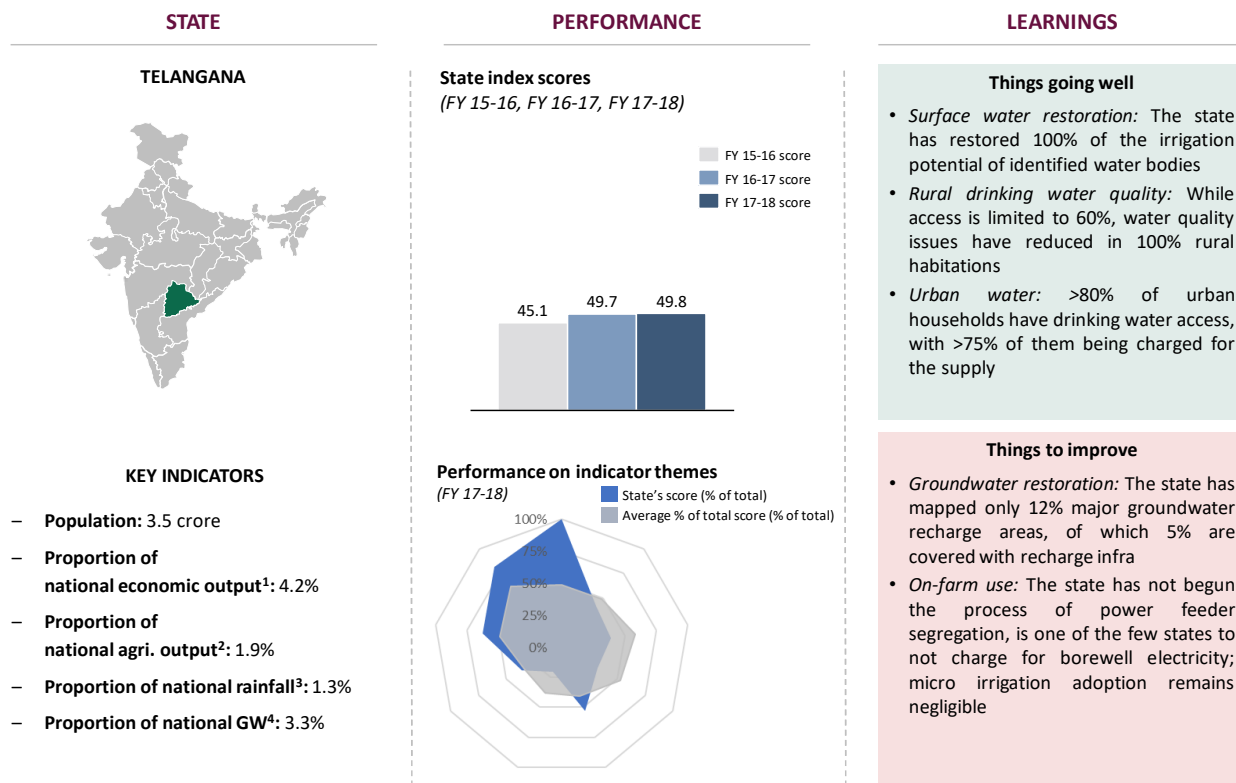 STATE
TELANGANA
KEY INDICATORS
– Population: 3.5 crore
– Proportion of
national economic output1: 4.2%
– Proportion of
national agri. output2: 1.9%
– Proportion of national rainfall3: 1.3%
– Proportion of national GW4: 3.3%
PERFORMANCE
State index scores
(FY 15-16, FY 16-17, FY 17-18)
FY 15-16 score
FY 16-17 score
FY 17-18 score
45.1
49.7
49.8
Performance on indicator themes
(FY 17-18)
State's score (% of total)
Average % of total score (% of total)
100%
75%
50%
25%
0%
LEARNINGS
Things going well
• Surface water restoration: The state
has restored 100% of the irrigation
potential of identified water bodies
• Rural drinking water quality: While
access is limited to 60%, water quality
issues have reduced in 100% rural
habitations
• Urban water: >80% of urban
households have drinking water access,
with >75% of them being charged for
the supply
Things to improve
• Groundwater restoration: The state has
mapped only 12% major groundwater
recharge areas, of which 5% are
covered with recharge infra
• On-farm use: The state has not begun
the process of power feeder
segregation, is one of the few states to
not charge for borewell electricity;
micro irrigation adoption remains
negligible